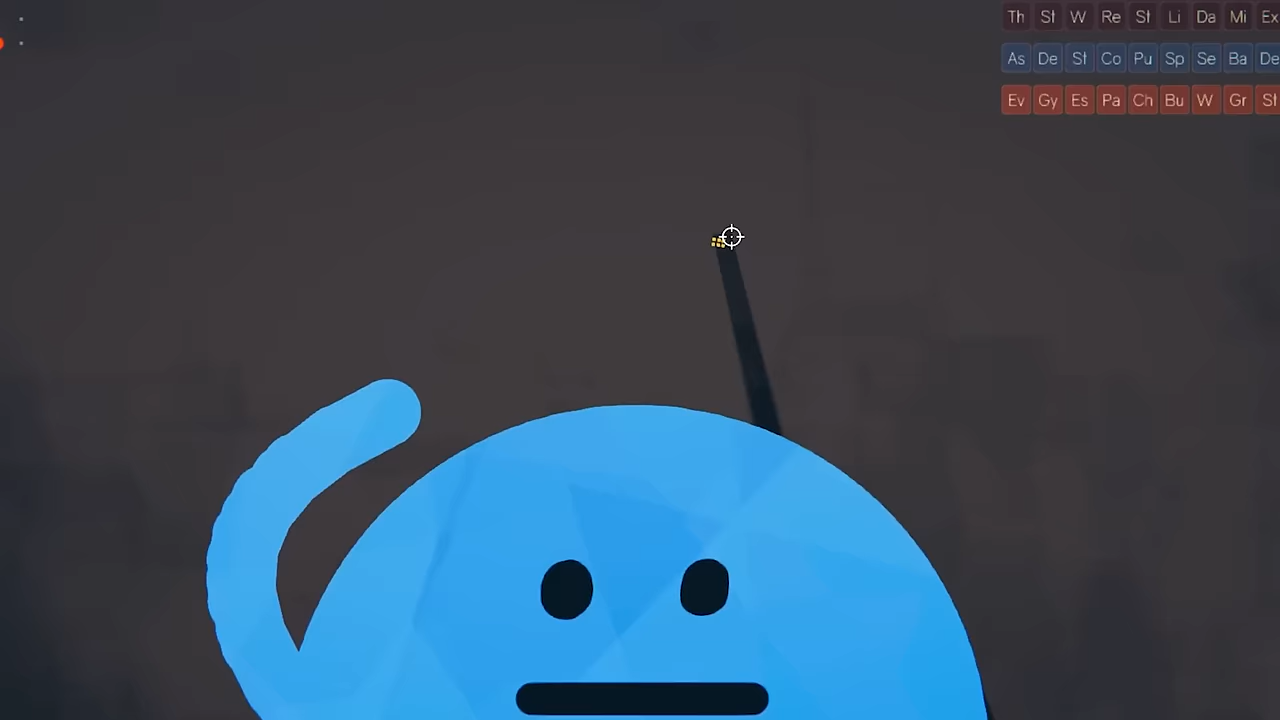 Th St W Re St Li Da Mi Ex
As De St Co Pu Sp Se Ba De
Ev Gy Es Pa Ch Bu W Gr St